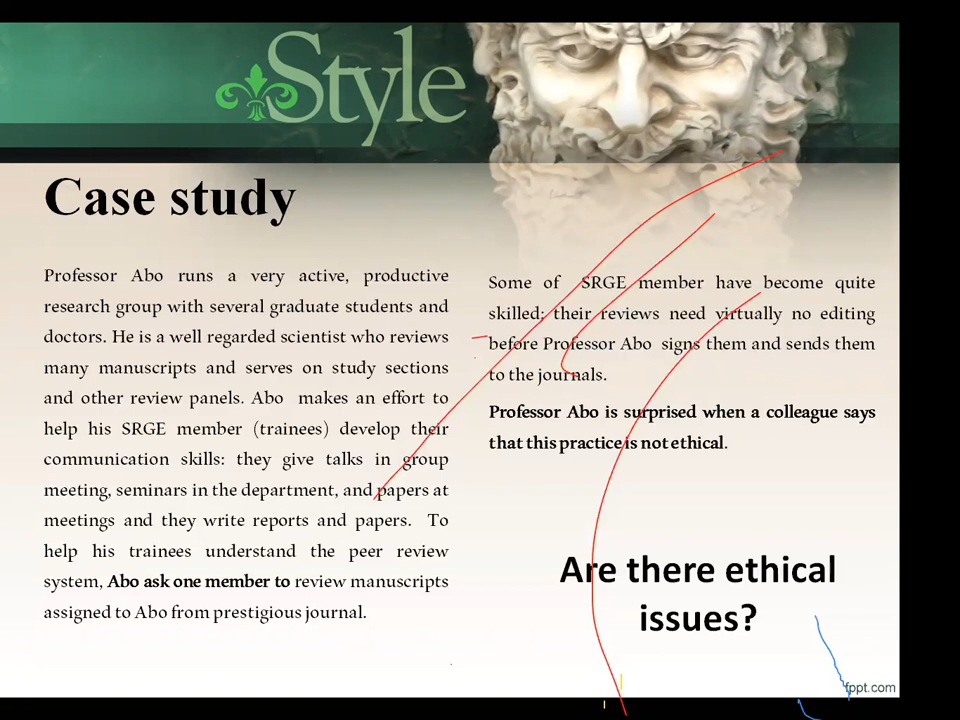 Style
Case study
Professor Abo runs a very active, productive
research group with several graduate students and
doctors. He is a well regarded scientist who reviews
many manuscripts and serves on study sections
and other review panels. Abo makes an effort to
help his SRGE member (trainees) develop their
communication skills: they give talks in group
meeting, seminars in the department, and papers at
meetings and they write reports and papers. To
help his trainees understand the peer review
system, Abo ask one member to review manuscripts
assigned to Abo from prestigious journal.
Some of SRGE member have become quite
skilled; their reviews need virtually no editing
before Professor Abo signs them and sends them
to the journals.
Professor Abo is surprised when a colleague says
that this practice is not ethical.
Are there ethical
issues?
fppt.com